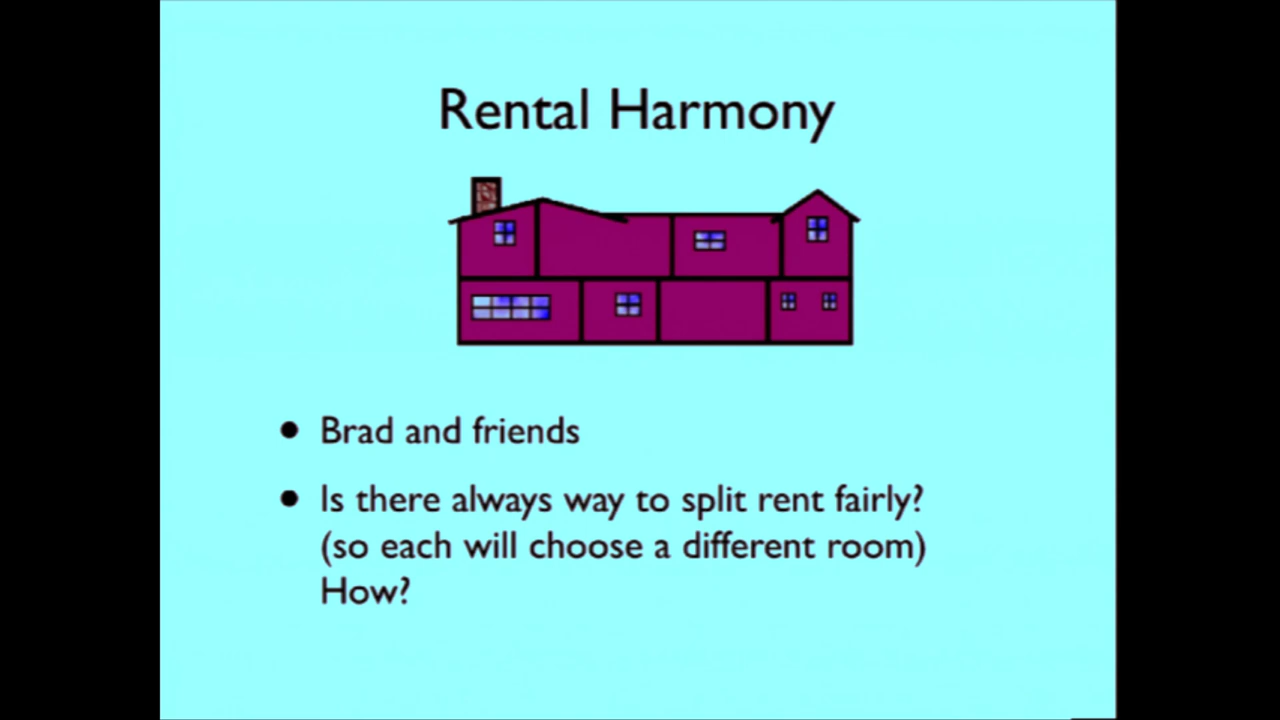 Rental Harmony
• Brad and friends
• Is there always way to split rent fairly?
(so each will choose a different room)
How?